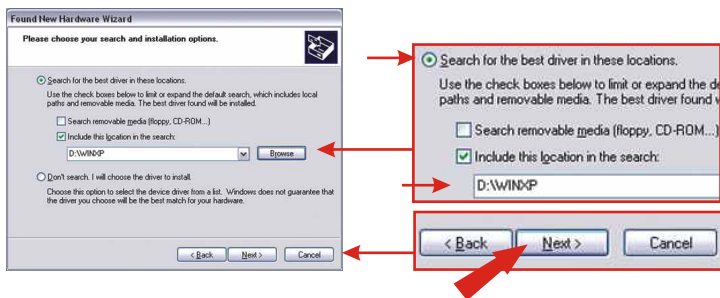 Found New Hardware Wizard
Please choose your search and installation options.
Search for the best driver in these locations.
Use the check boxes below to limit or expand the default search, which includes local
paths and removable media. The best driver found will be installed.
Search removable media (floppy, CD-ROM...)
Include this location in the search:
D:\WINXP
Browse
Don't search. I will choose the driver to install.
Choose this option to select the device driver from a list. Windows does not guarantee that
the driver you choose will be the best match for your hardware.
< Back
Next >
Cancel
Search for the best driver in these locations.
Use the check boxes below to limit or expand the de
paths and removable media. The best driver found w
Search removable media (floppy, CD-ROM...)
Include this location in the search:
D:\WINXP
< Back
Next >
Cancel